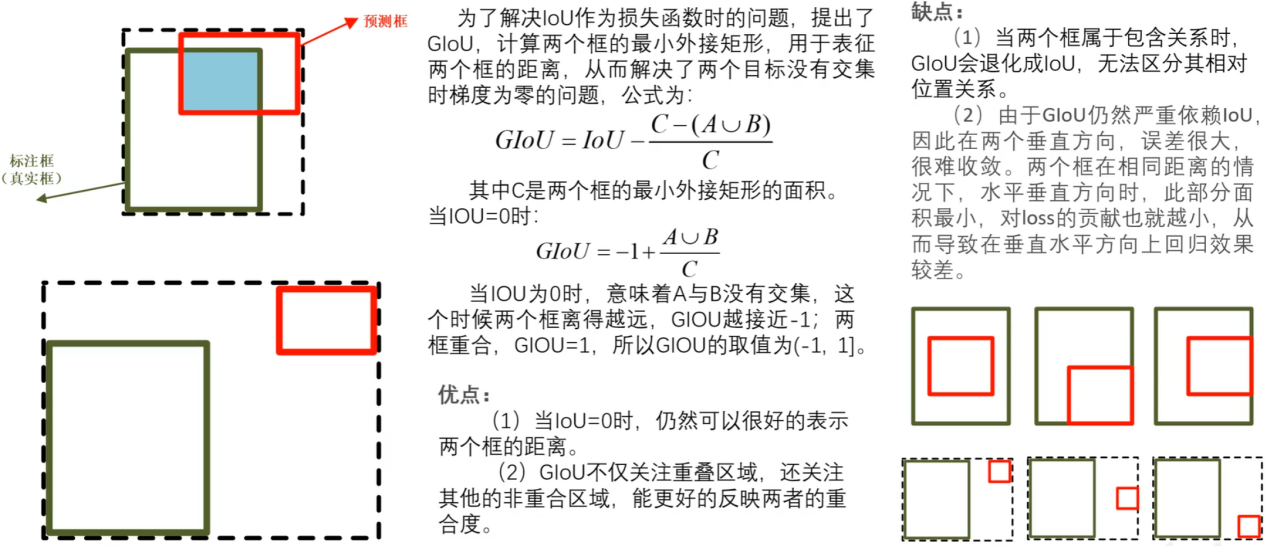 预测框
标注框
（真实框）
为了解决IoU作为损失函数时的问题，提出了
GIoU，计算两个框的最小外接矩形，用于表征
两个框的距离，从而解决了两个目标没有交集
时梯度为零的问题，公式为：
GIoU = IoU − \frac{C − (A ∪ B)}{C}
其中C是两个框的最小外接矩形的面积。
当IOU=0时：
GIoU = −1 + \frac{A ∪ B}{C}
当IOU为0时，意味着A与B没有交集，这
个时候两个框离得越远，GIOU越接近-1；两
框重合，GIOU=1，所以GIOU的取值为(-1, 1]。
优点：
（1）当IoU=0时，仍然可以很好的表示
两个框的距离。
（2）GIoU不仅关注重叠区域，还关注
其他的非重合区域，能更好的反映两者的重
合度。
缺点：
（1）当两个框属于包含关系时，
GIoU会退化成IoU，无法区分其相对
位置关系。
（2）由于GIoU仍然严重依赖IoU，
因此在两个垂直方向，误差很大，
很难收敛。两个框在相同距离的情
况下，水平垂直方向时，此部分面
积最小，对loss的贡献也就越小，从
而导致在垂直水平方向上回归效果
较差。